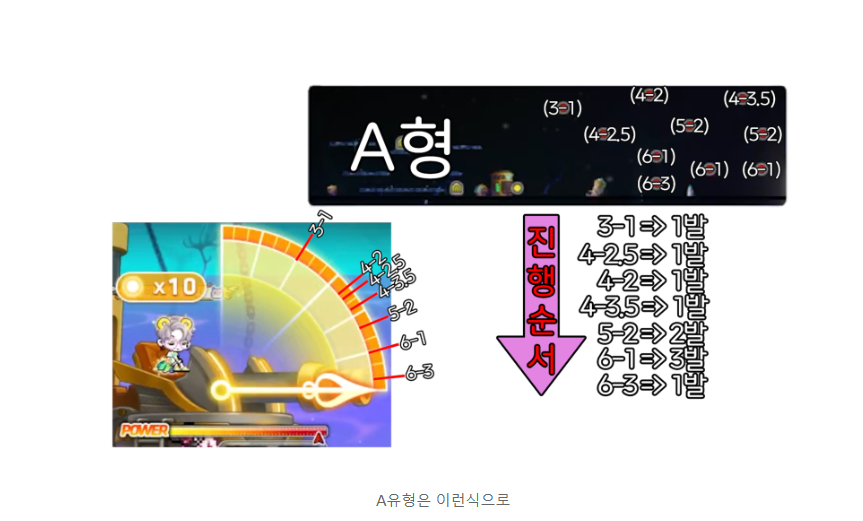 A형
(3-1)
(4-2)
(4-3.5)
(4-2.5)
(5-2)
(5-2)
(6-1)
(6-1)
(6-1)
(6-3)
x10
3-1
4-2
4-2.5
4-3.5
5-2
6-1
6-3
POWER
진행순서
3-1 => 1발
4-2.5 => 1발
4-2 => 1발
4-3.5 => 1발
5-2 => 2발
6-1 => 3발
6-3 => 1발
A유형은 이런식으로